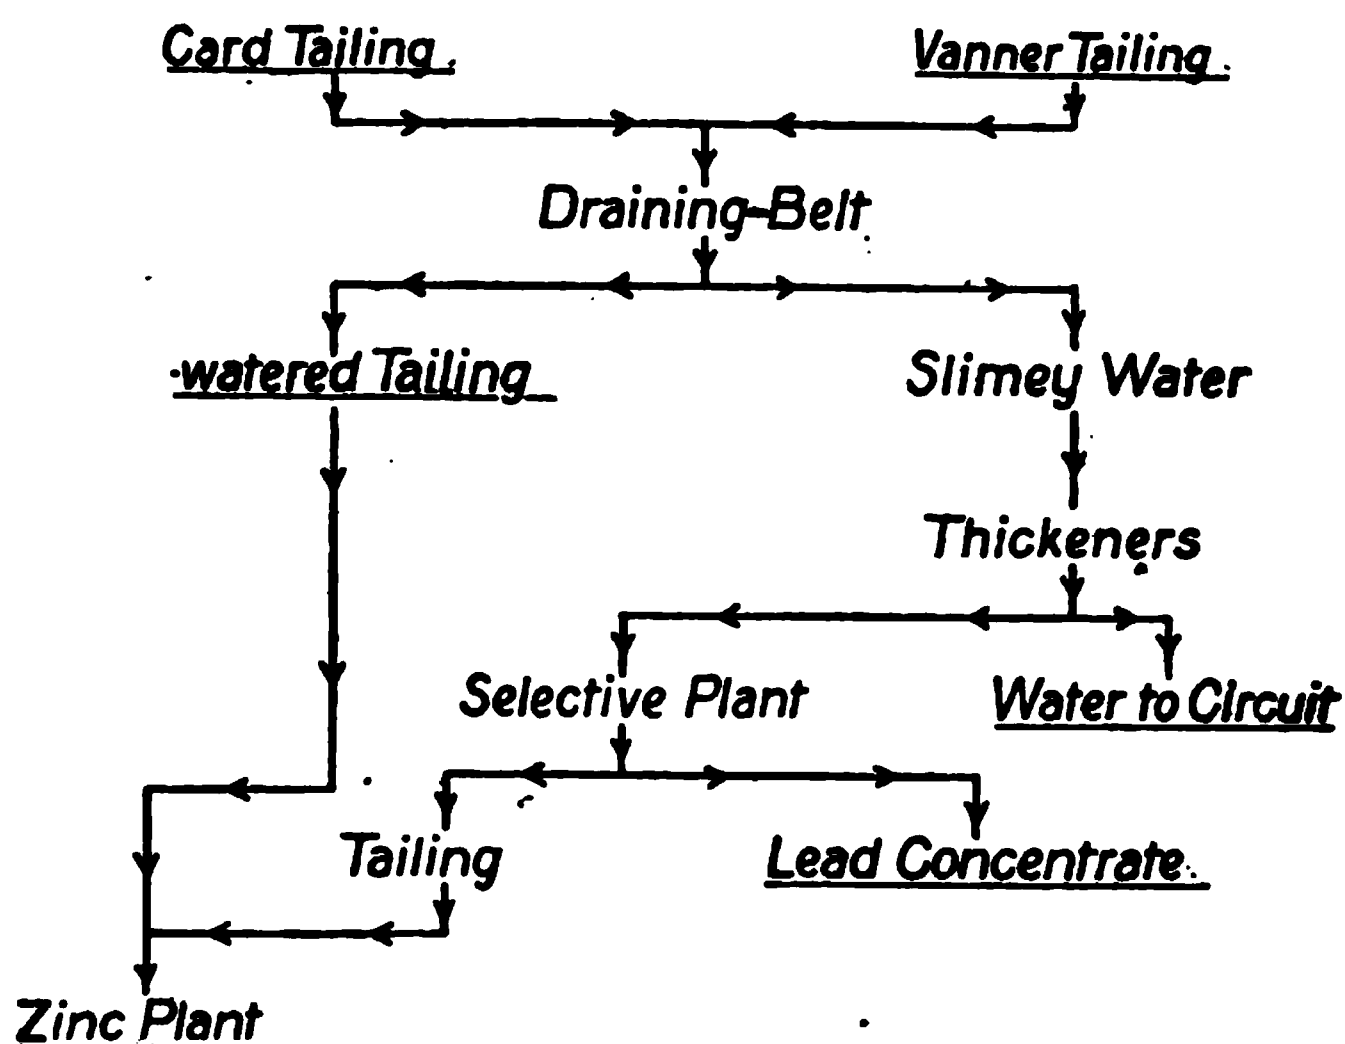 Card Tailing.
Vanner Tailing.
Draining-Belt
-watered Tailing
Slimey Water
Thickeners
Selective Plant
Water to Circuit
Tailing
Lead Concentrate.
Zinc Plant